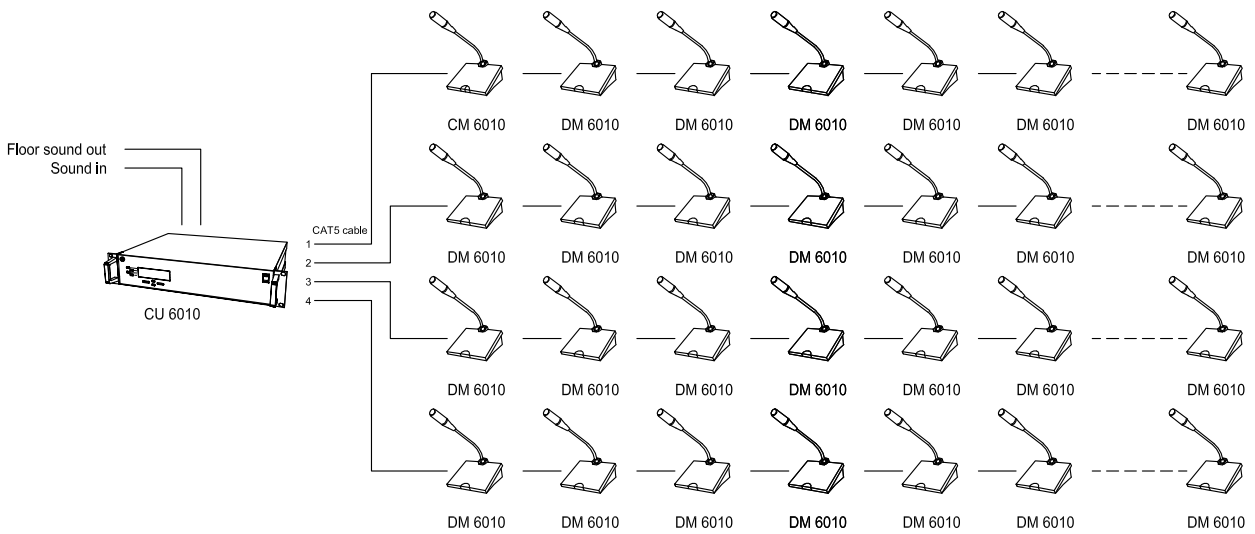 CM 6010 DM 6010 DM 6010 DM 6010 DM 6010 DM 6010 DM 6010
Floor sound out
Sound in
CAT5 cable
1
2
3
4
CU 6010
DM 6010 DM 6010 DM 6010 DM 6010 DM 6010 DM 6010 DM 6010
DM 6010 DM 6010 DM 6010 DM 6010 DM 6010 DM 6010 DM 6010
DM 6010 DM 6010 DM 6010 DM 6010 DM 6010 DM 6010 DM 6010